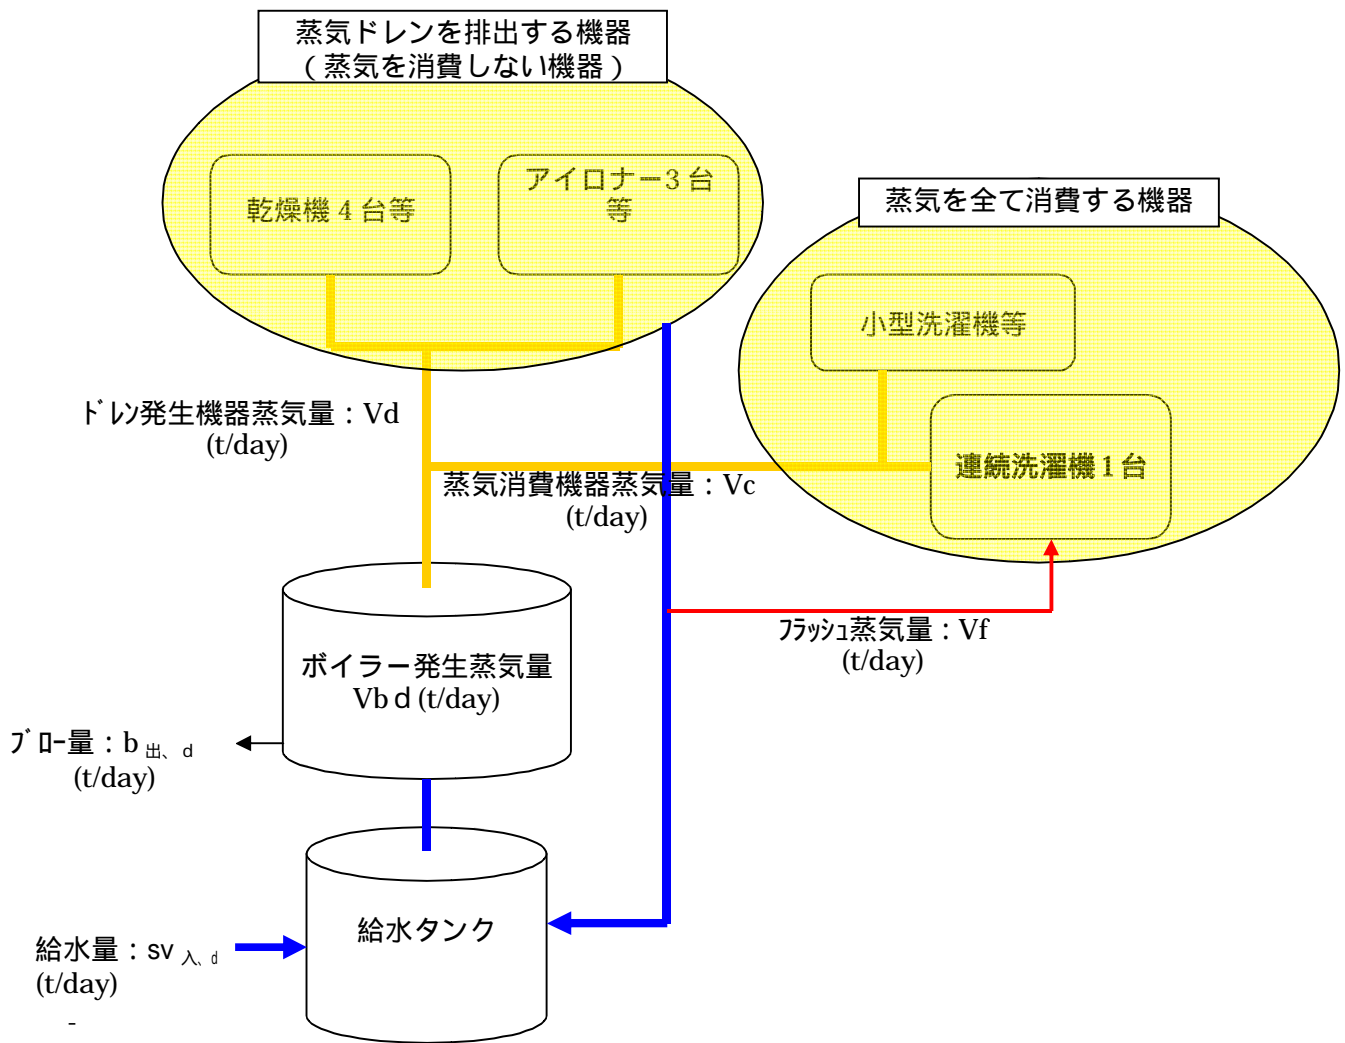 蒸気ドレンを排出する機器
(蒸気を消費しない機器)
乾燥機4台等
アイロナー3台
等
蒸気を全て消費する機器
小型洗濯機等
連続洗濯機1台
ドレン発生機器蒸気量:Vd
(t/day)
蒸気消費機器蒸気量:Vc
(t/day)
フラッシュ蒸気量:Vf
(t/day)
ボイラー発生蒸気量
Vbd(t/day)
ブロー量:b出、d
(t/day)
給水タンク
給水量:sv入、d
(t/day)
-